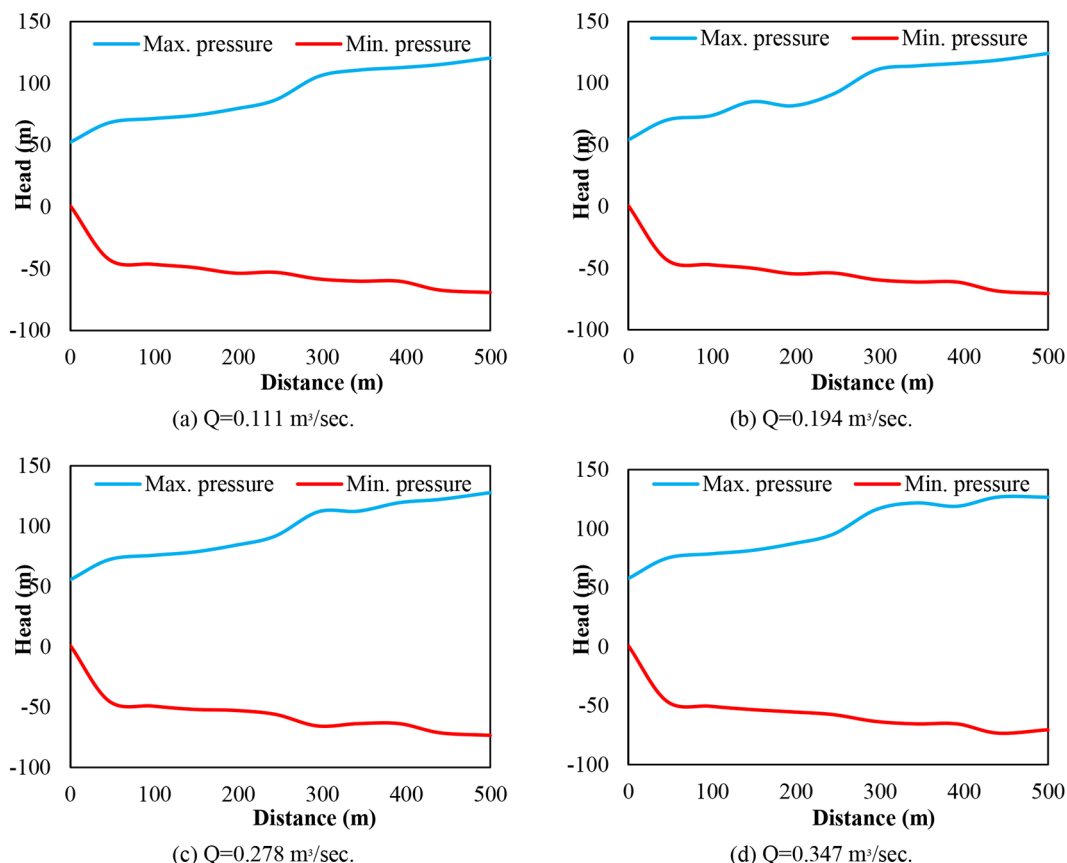 150
100
50
0
-50
-100
Head (m)
Max. pressure Min. pressure
0 100 200 300 400 500
Distance (m)
(a) Q=0.111 m³/sec.
150
100
50
0
-50
-100
Head (m)
Max. pressure Min. pressure
0 100 200 300 400 500
Distance (m)
(b) Q=0.194 m³/sec.
150
100
50
0
-50
-100
Head (m)
Max. pressure Min. pressure
0 100 200 300 400 500
Distance (m)
(c) Q=0.278 m³/sec.
150
100
50
0
-50
-100
Head (m)
Max. pressure Min. pressure
0 100 200 300 400 500
Distance (m)
(d) Q=0.347 m³/sec.